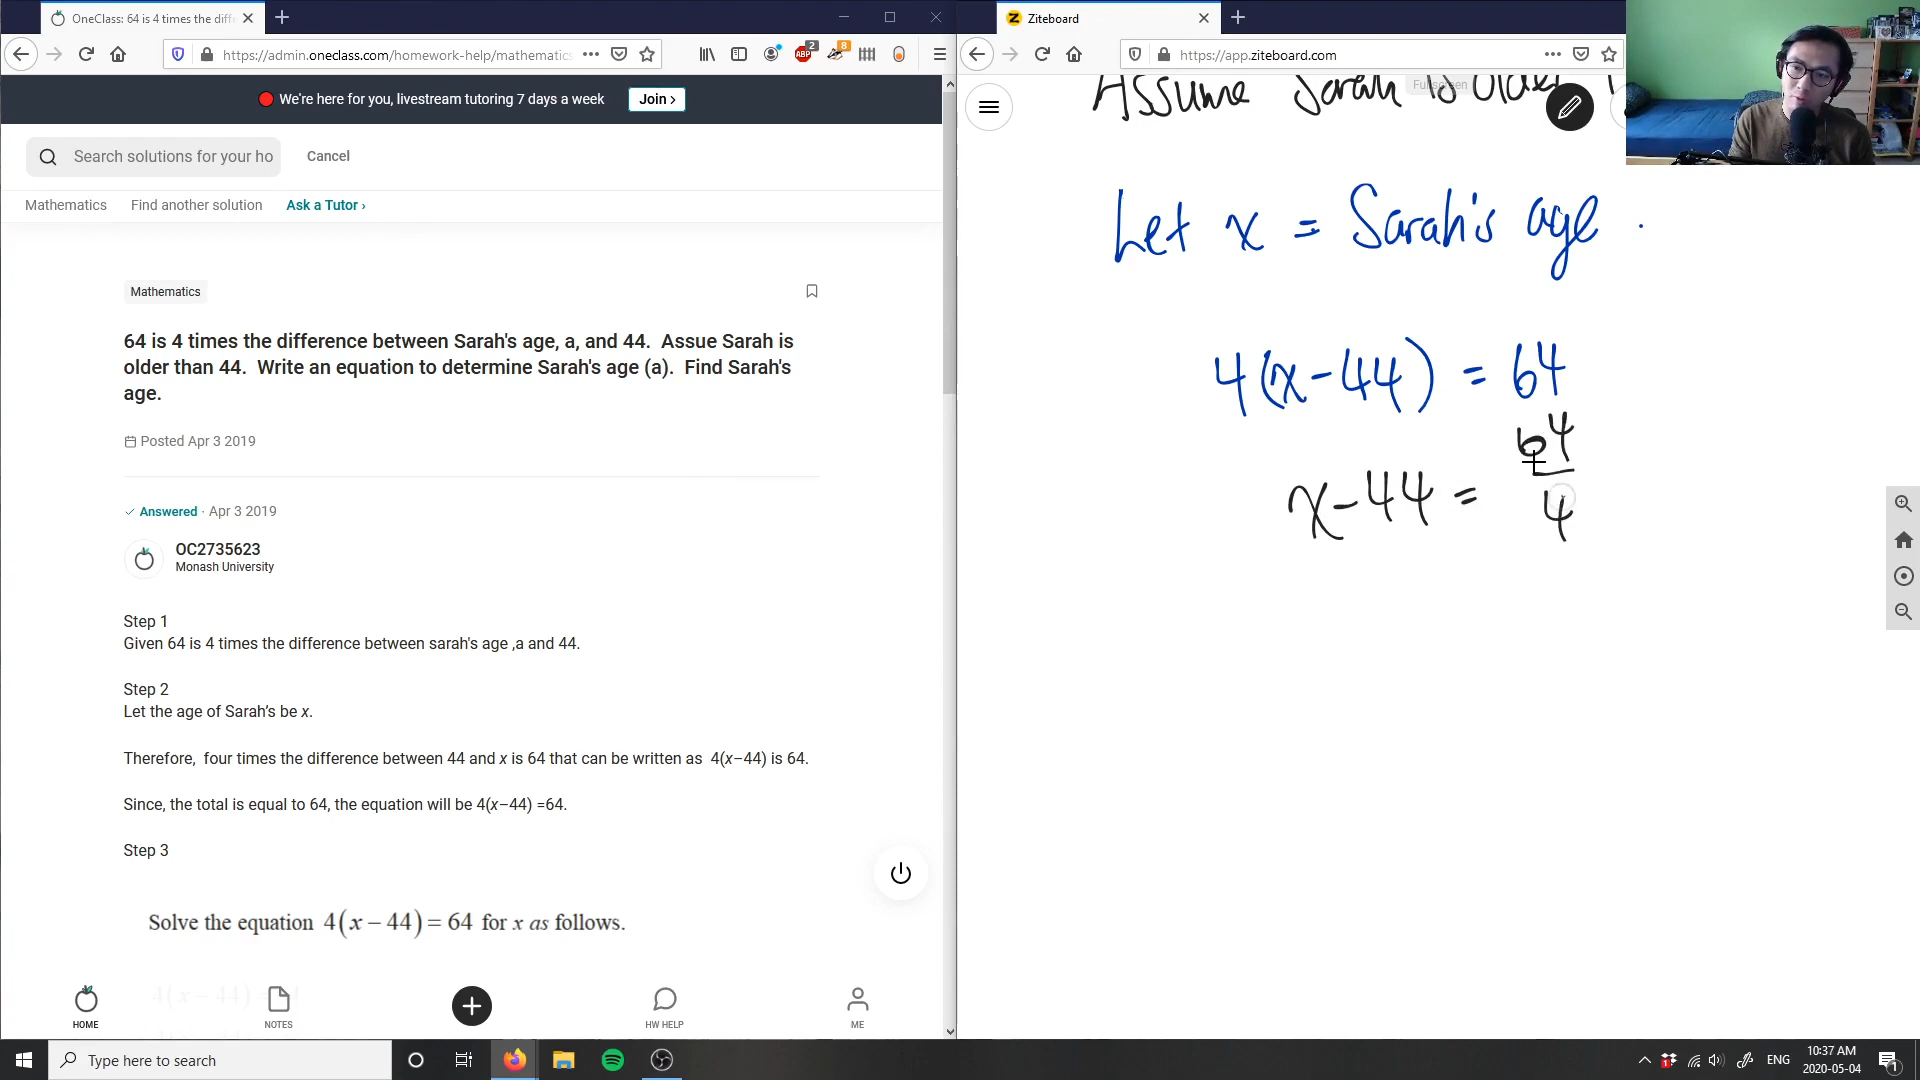 OneClass: 64 is 4 times the diff
https://admin.oneclass.com/homework-help/mathematics
ABP
2
8
We're here for you, livestream tutoring 7 days a week
Join ›
Search solutions for your ho
Cancel
Mathematics
Find another solution
Ask a Tutor ›
Mathematics
64 is 4 times the difference between Sarah's age, a, and 44. Assue Sarah is
older than 44. Write an equation to determine Sarah's age (a). Find Sarah's
age.
Posted Apr 3 2019
Answered · Apr 3 2019
OC2735623
Monash University
Step 1
Given 64 is 4 times the difference between sarah's age ,a and 44.
Step 2
Let the age of Sarah's be x.
Therefore, four times the difference between 44 and x is 64 that can be written as 4(x−44) is 64.
Since, the total is equal to 64, the equation will be 4(x−44) =64.
Step 3
Solve the equation 4(x − 44) = 64 for x as follows.
HOME
NOTES
HW HELP
ME
Ziteboard
https://app.ziteboard.com
Fullscreen
Assume Sarah is older
Let x = Sarah's age .
4(x-44) = 64
x-44 = 64/4
Type here to search
ENG
10:37 AM
2020-05-04
1